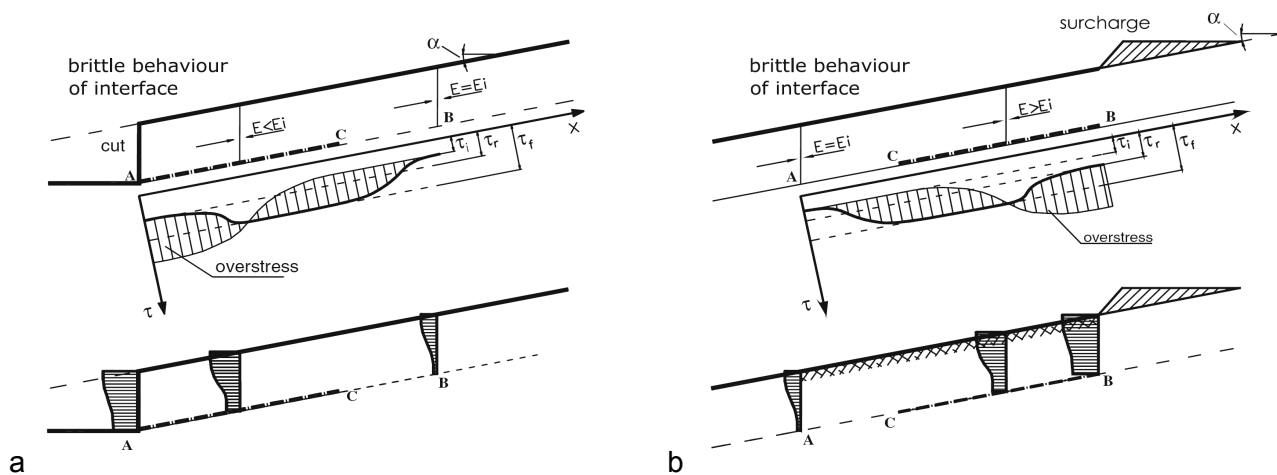 brittle behaviour
of interface
α
E=Ei
E<Ei
B
C
cut
A
x
τi
τr
τf
overstress
τ
C
B
A
a
surcharge
α
brittle behaviour
of interface
E>Ei
B
E=Ei
C
x
A
τi
τr
τf
overstress
τ
B
C
A
b